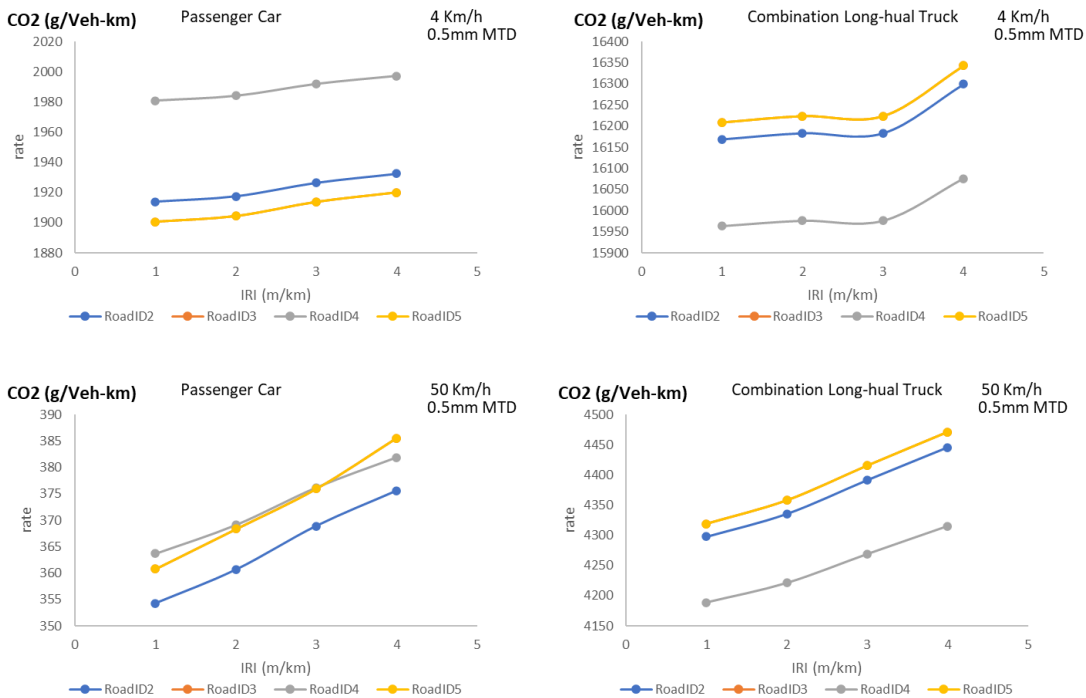 CO2 (g/Veh-km) Passenger Car 4 Km/h
0.5mm MTD
2020
2000
1980
1960
1940
1920
1900
1880
rate
0 1 2 3 4 5
IRI (m/km)
RoadID2 RoadID3 RoadID4 RoadID5
CO2 (g/Veh-km) Combination Long-hual Truck 4 Km/h
0.5mm MTD
16400
16350
16300
16250
16200
16150
16100
16050
16000
15950
15900
rate
0 1 2 3 4 5
IRI (m/km)
RoadID2 RoadID3 RoadID4 RoadID5
CO2 (g/Veh-km) Passenger Car 50 Km/h
0.5mm MTD
390
385
380
375
370
365
360
355
350
rate
0 1 2 3 4 5
IRI (m/km)
RoadID2 RoadID3 RoadID4 RoadID5
CO2 (g/Veh-km) Combination Long-hual Truck 50 Km/h
0.5mm MTD
4500
4450
4400
4350
4300
4250
4200
4150
rate
0 1 2 3 4 5
IRI (m/km)
RoadID2 RoadID3 RoadID4 RoadID5